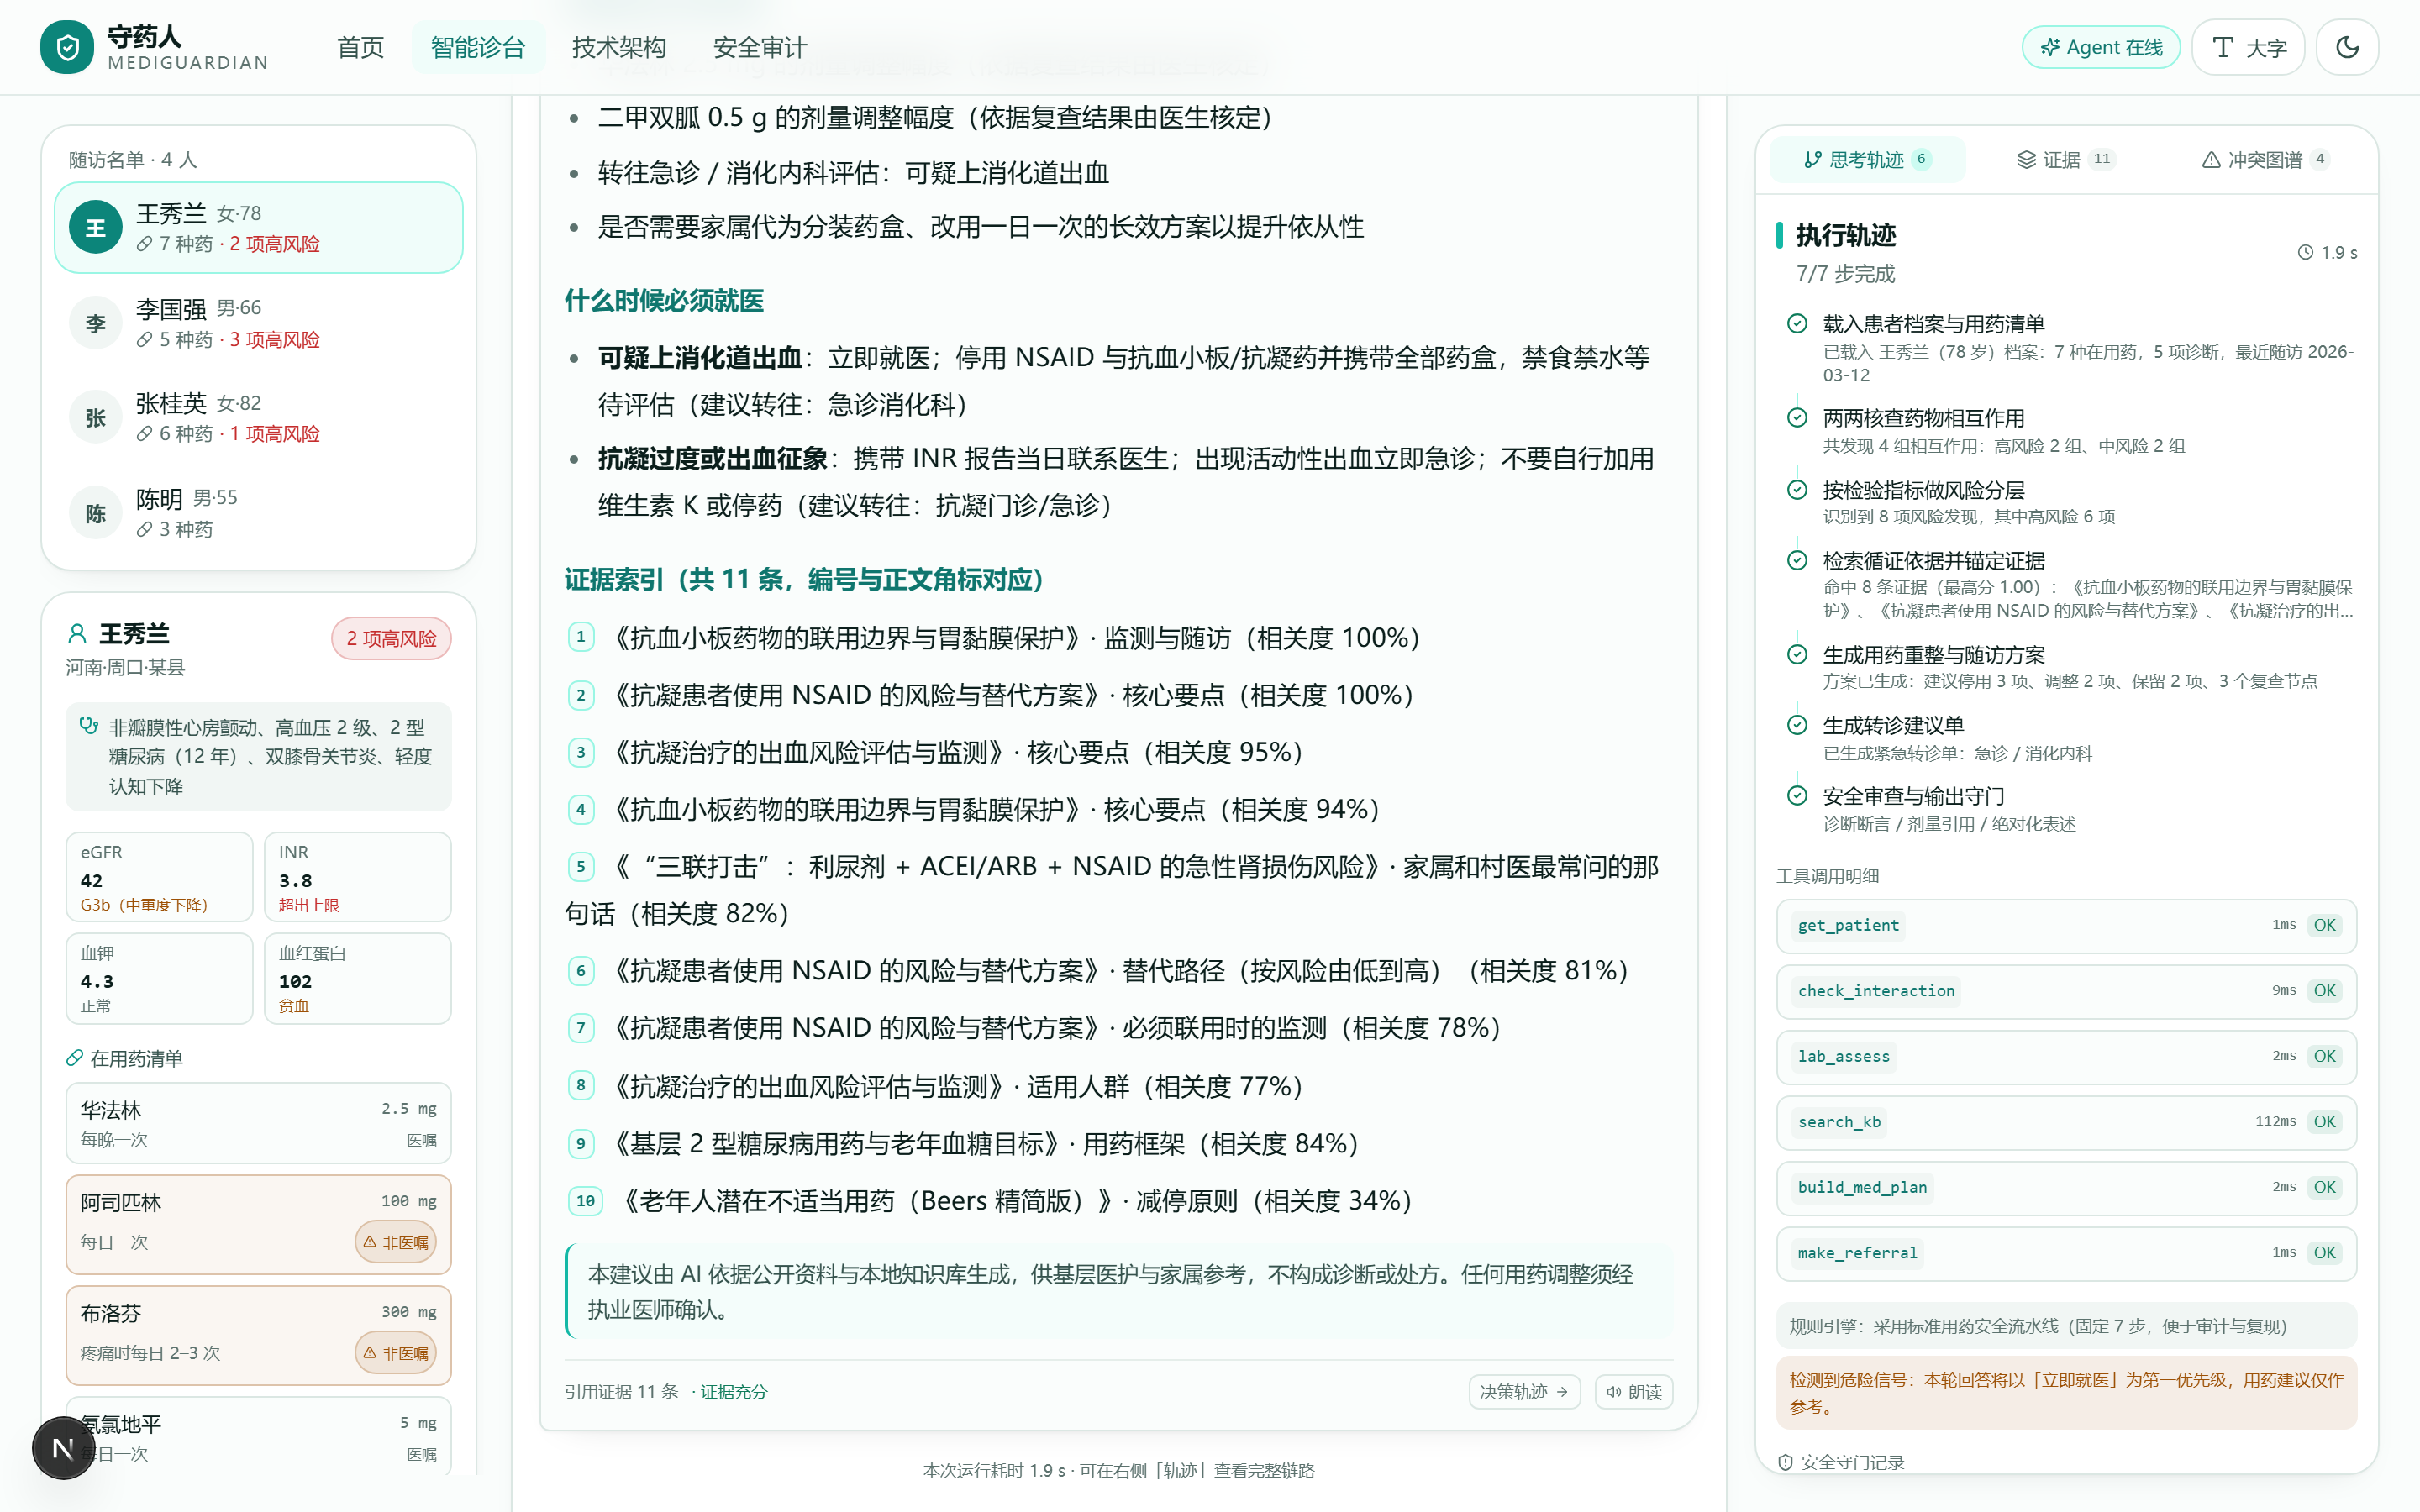 守药人
MEDIGUARDIAN
首页
智能诊台
技术架构
安全审计
Agent 在线
大字
随访名单 · 4 人
王
王秀兰 女·78
7 种药 · 2 项高风险
李
李国强 男·66
5 种药 · 3 项高风险
张
张桂英 女·82
6 种药 · 1 项高风险
陈
陈明 男·55
3 种药
王秀兰
2 项高风险
河南·周口·某县
非瓣膜性心房颤动、高血压 2 级、2 型
糖尿病（12 年）、双膝骨关节炎、轻度
认知下降
eGFR
42
G3b（中重度下降）
INR
3.8
超出上限
血钾
4.3
正常
血红蛋白
102
贫血
在用药清单
华法林
2.5 mg
每晚一次
医嘱
阿司匹林
100 mg
每日一次
非医嘱
布洛芬
300 mg
疼痛时每日 2–3 次
非医嘱
氨氯地平
5 mg
每日一次
医嘱
N
二甲双胍 0.5 g 的剂量调整幅度（依据复查结果由医生核定）
转往急诊 / 消化内科评估：可疑上消化道出血
是否需要家属代为分装药盒、改用一日一次的长效方案以提升依从性
什么时候必须就医
可疑上消化道出血：立即就医；停用 NSAID 与抗血小板/抗凝药并携带全部药盒，禁食禁水等
待评估（建议转往：急诊消化科）
抗凝过度或出血征象：携带 INR 报告当日联系医生；出现活动性出血立即急诊；不要自行加用
维生素 K 或停药（建议转往：抗凝门诊/急诊）
证据索引（共 11 条，编号与正文角标对应）
1 《抗血小板药物的联用边界与胃黏膜保护》· 监测与随访（相关度 100%）
2 《抗凝患者使用 NSAID 的风险与替代方案》· 核心要点（相关度 100%）
3 《抗凝治疗的出血风险评估与监测》· 核心要点（相关度 95%）
4 《抗血小板药物的联用边界与胃黏膜保护》· 核心要点（相关度 94%）
5 《“三联打击”：利尿剂 + ACEI/ARB + NSAID 的急性肾损伤风险》· 家属和村医最常问的那
句话（相关度 82%）
6 《抗凝患者使用 NSAID 的风险与替代方案》· 替代路径（按风险由低到高）（相关度 81%）
7 《抗凝患者使用 NSAID 的风险与替代方案》· 必须联用时的监测（相关度 78%）
8 《抗凝治疗的出血风险评估与监测》· 适用人群（相关度 77%）
9 《基层 2 型糖尿病用药与老年血糖目标》· 用药框架（相关度 84%）
10 《老年人潜在不适当用药（Beers 精简版）》· 减停原则（相关度 34%）
本建议由 AI 依据公开资料与本地知识库生成，供基层医护与家属参考，不构成诊断或处方。任何用药调整须经
执业医师确认。
引用证据 11 条 · 证据充分
决策轨迹 →
朗读
本次运行耗时 1.9 s · 可在右侧「轨迹」查看完整链路
思考轨迹 6
证据 11
冲突图谱 4
执行轨迹
1.9 s
7/7 步完成
载入患者档案与用药清单
已载入 王秀兰（78 岁）档案：7 种在用药，5 项诊断，最近随访 2026-
03-12
两两核查药物相互作用
共发现 4 组相互作用：高风险 2 组、中风险 2 组
按检验指标做风险分层
识别到 8 项风险发现，其中高风险 6 项
检索循证依据并锚定证据
命中 8 条证据（最高分 1.00）：《抗血小板药物的联用边界与胃黏膜保
护》、《抗凝患者使用 NSAID 的风险与替代方案》、《抗凝治疗的出...
生成用药重整与随访方案
方案已生成：建议停用 3 项、调整 2 项、保留 2 项、3 个复查节点
生成转诊建议单
已生成紧急转诊单：急诊 / 消化内科
安全审查与输出守门
诊断断言 / 剂量引用 / 绝对化表述
工具调用明细
get_patient 1ms OK
check_interaction 9ms OK
lab_assess 2ms OK
search_kb 112ms OK
build_med_plan 2ms OK
make_referral 1ms OK
规则引擎：采用标准用药安全流水线（固定 7 步，便于审计与复现）
检测到危险信号：本轮回答将以「立即就医」为第一优先级，用药建议仅作
参考。
安全守门记录